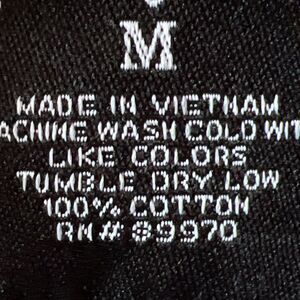 M
MADE IN VIETNAM
ACHINE WASH COLD WIT
LIKE COLORS
TUMBLE DRY LOW
100% COTTON
RN# 89970